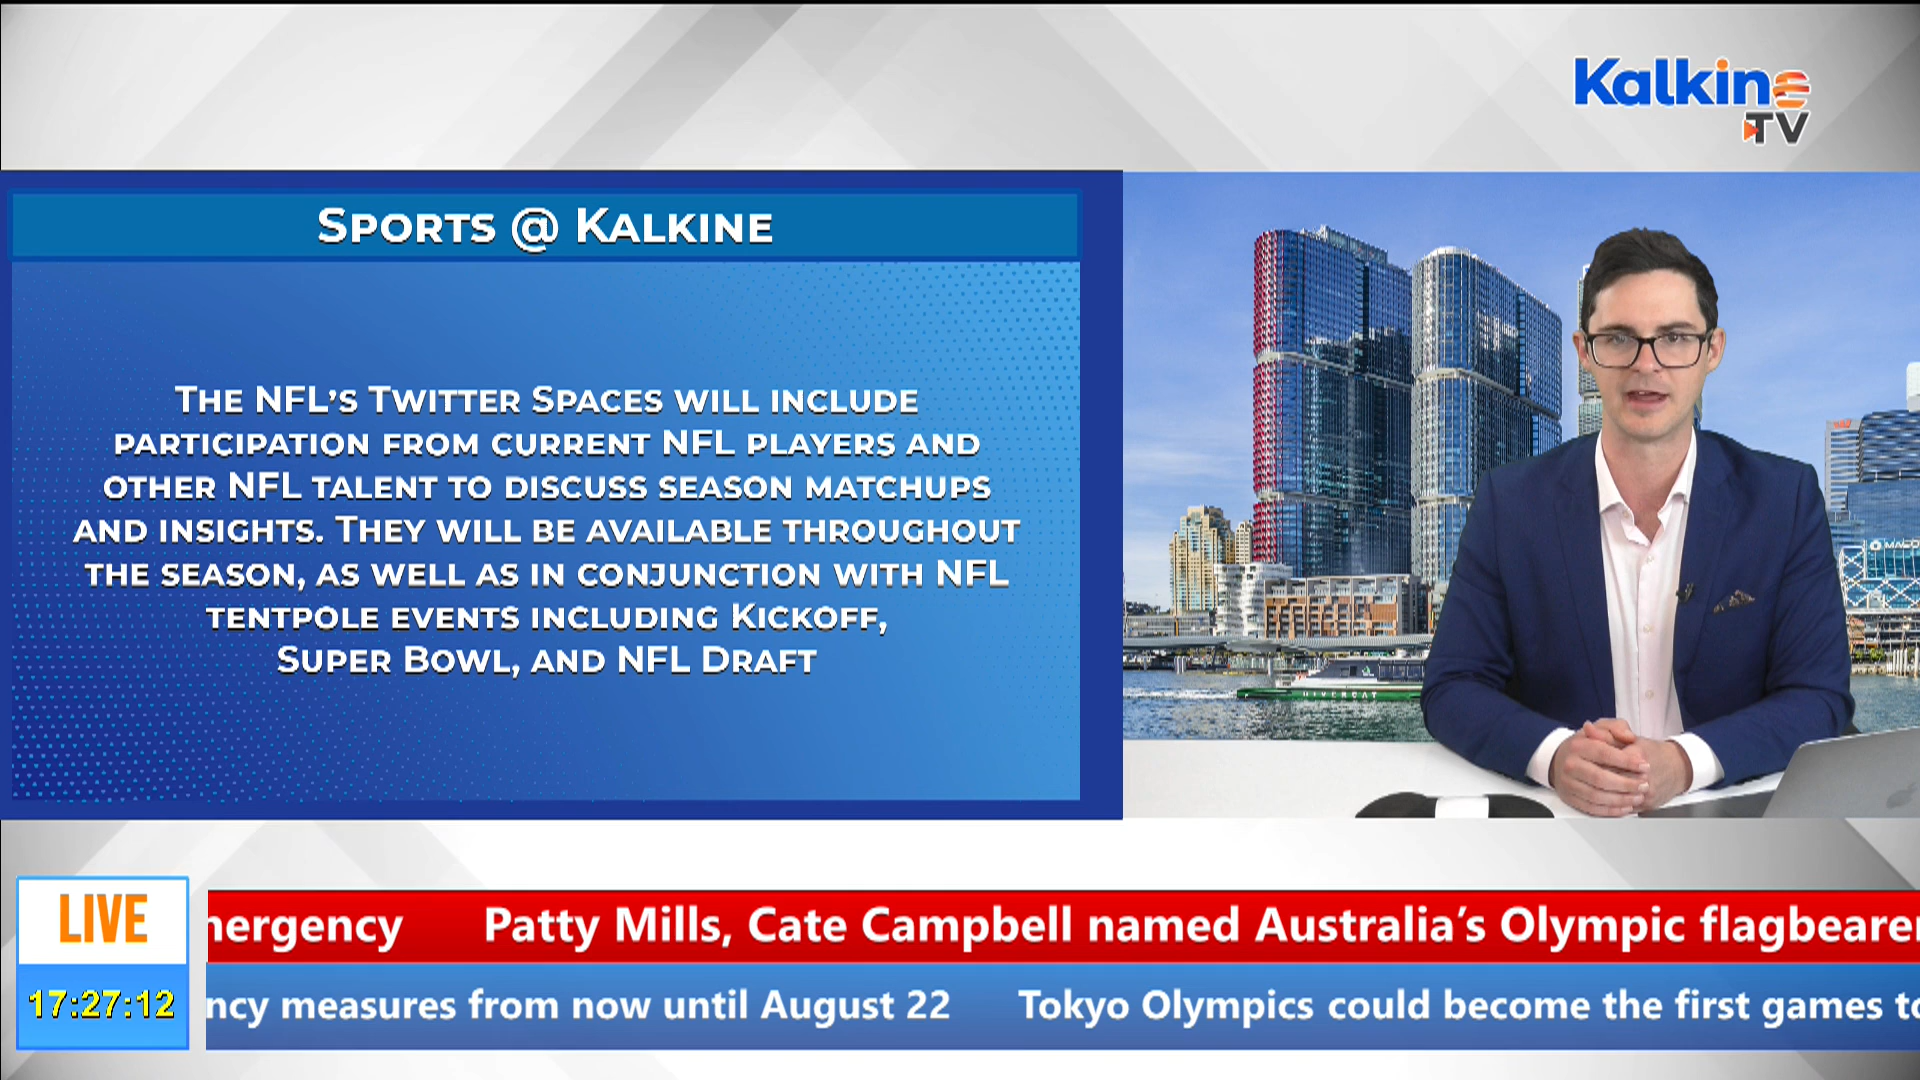 Kalkine
TV
Sports @ Kalkine
The NFL's Twitter Spaces will include
participation from current NFL players and
other NFL talent to discuss season matchups
and insights. They will be available throughout
the season, as well as in conjunction with NFL
tentpole events including Kickoff,
Super Bowl, and NFL Draft
RIVERCAT
LIVE
mergency Patty Mills, Cate Campbell named Australia's Olympic flagbearer
17:27:12
ncy measures from now until August 22 Tokyo Olympics could become the first games to